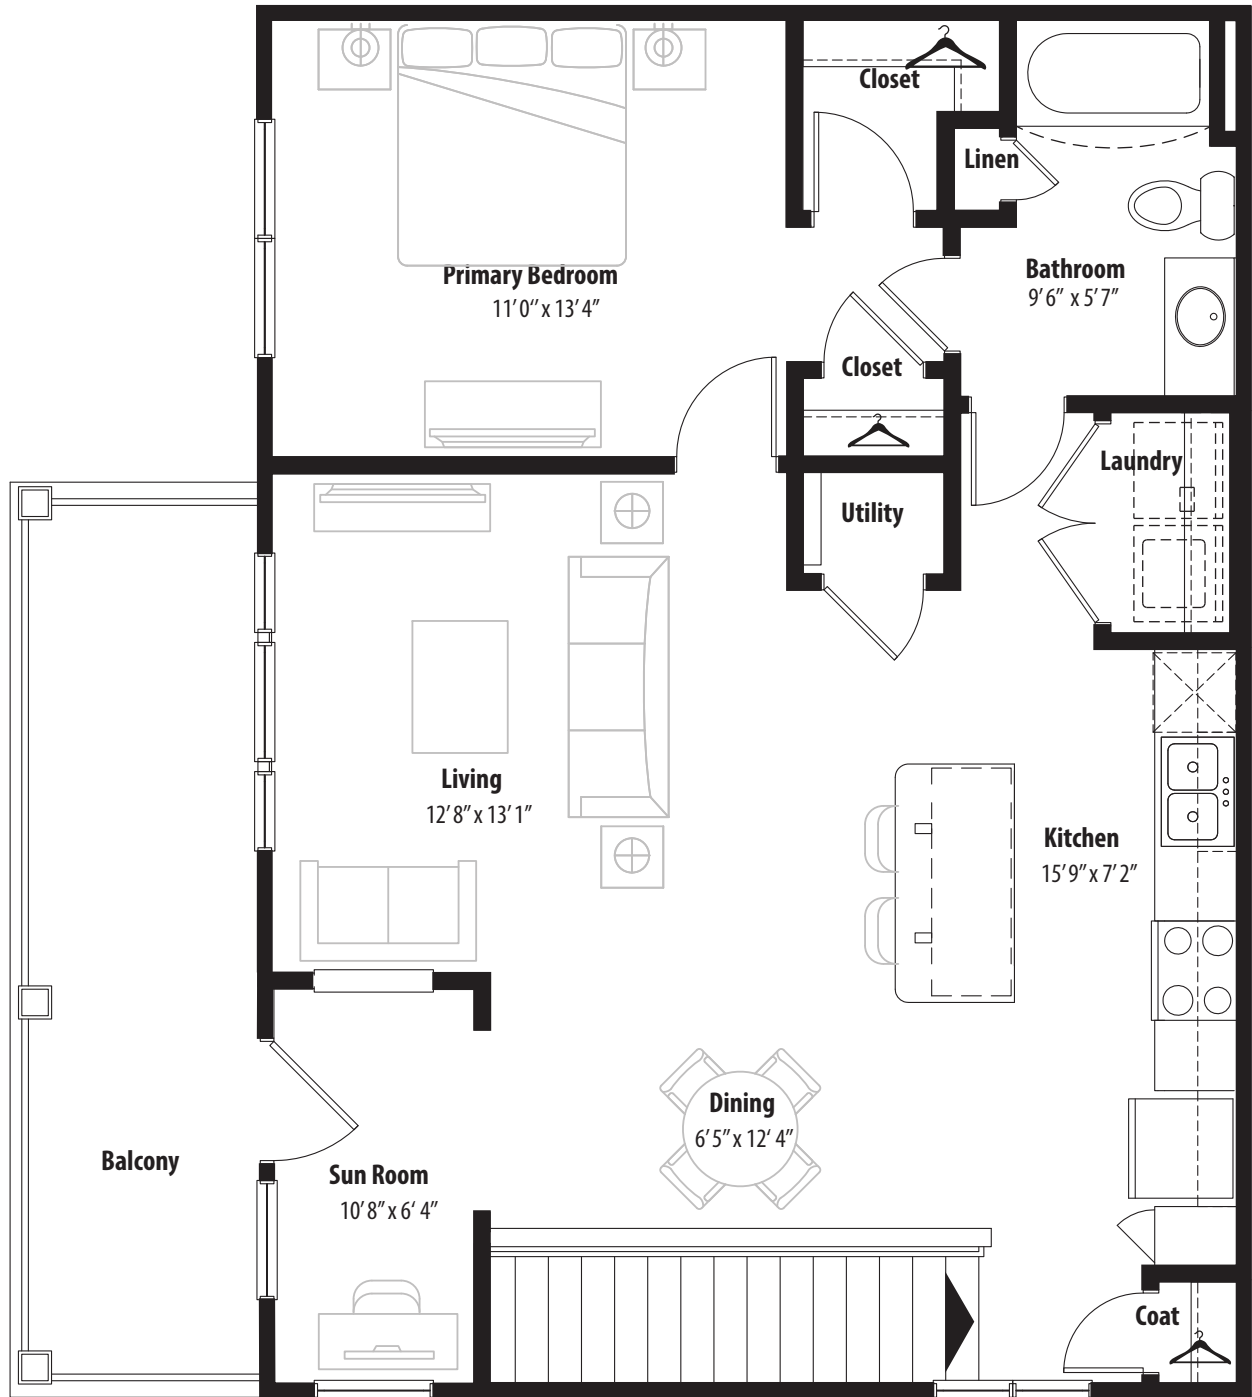 Closet
Linen
Primary Bedroom
11'0" x 13'4"
Bathroom
9'6" x 5'7"
Closet
Laundry
Utility
Living
12'8" x 13'1"
Kitchen
15'9" x 7'2"
Dining
6'5" x 12'4"
Balcony
Sun Room
10'8" x 6'4"
Coat